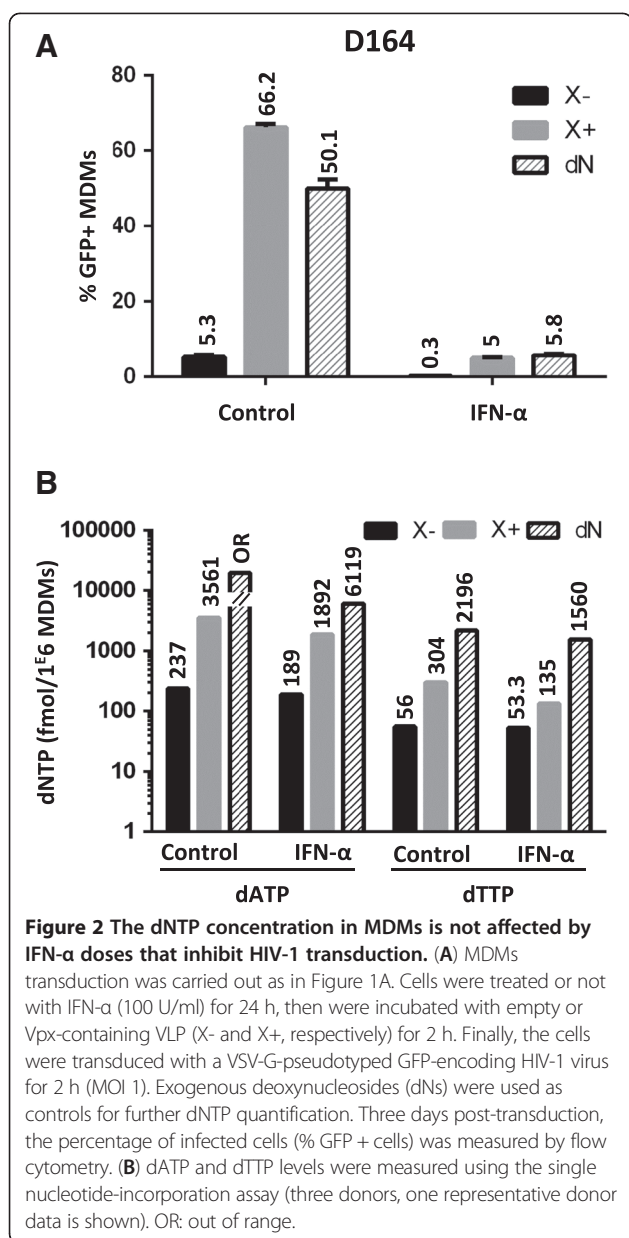 A
D164
80
60
40
20
0
% GFP+ MDMs
5.3
66.2
50.1
0.3
5
5.8
X-
X+
dN
Control
IFN-α
B
100000
10000
1000
100
10
1
dNTP (fmol/1ᴱ6 MDMs)
X-
X+
dN
237
3561
OR
189
1892
6119
56
304
2196
53.3
135
1560
Control
IFN-α
Control
IFN-α
dATP
dTTP
Figure 2 The dNTP concentration in MDMs is not affected by
IFN-α doses that inhibit HIV-1 transduction. (A) MDMs
transduction was carried out as in Figure 1A. Cells were treated or not
with IFN-α (100 U/ml) for 24 h, then were incubated with empty or
Vpx-containing VLP (X- and X+, respectively) for 2 h. Finally, the cells
were transduced with a VSV-G-pseudotyped GFP-encoding HIV-1 virus
for 2 h (MOI 1). Exogenous deoxynucleosides (dNs) were used as
controls for further dNTP quantification. Three days post-transduction,
the percentage of infected cells (% GFP + cells) was measured by flow
cytometry. (B) dATP and dTTP levels were measured using the single
nucleotide-incorporation assay (three donors, one representative donor
data is shown). OR: out of range.